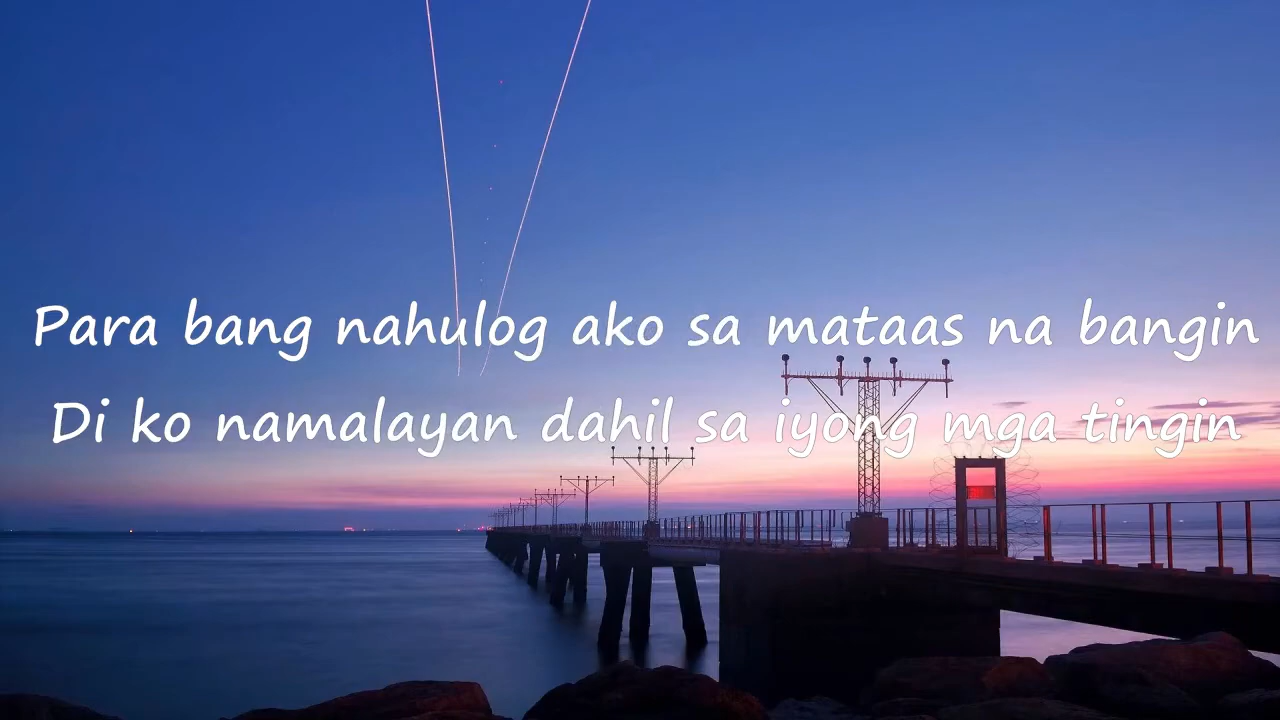 Para bang nahulog ako sa mataas na bangin
Di ko namalayan dahil sa iyong mga tingin